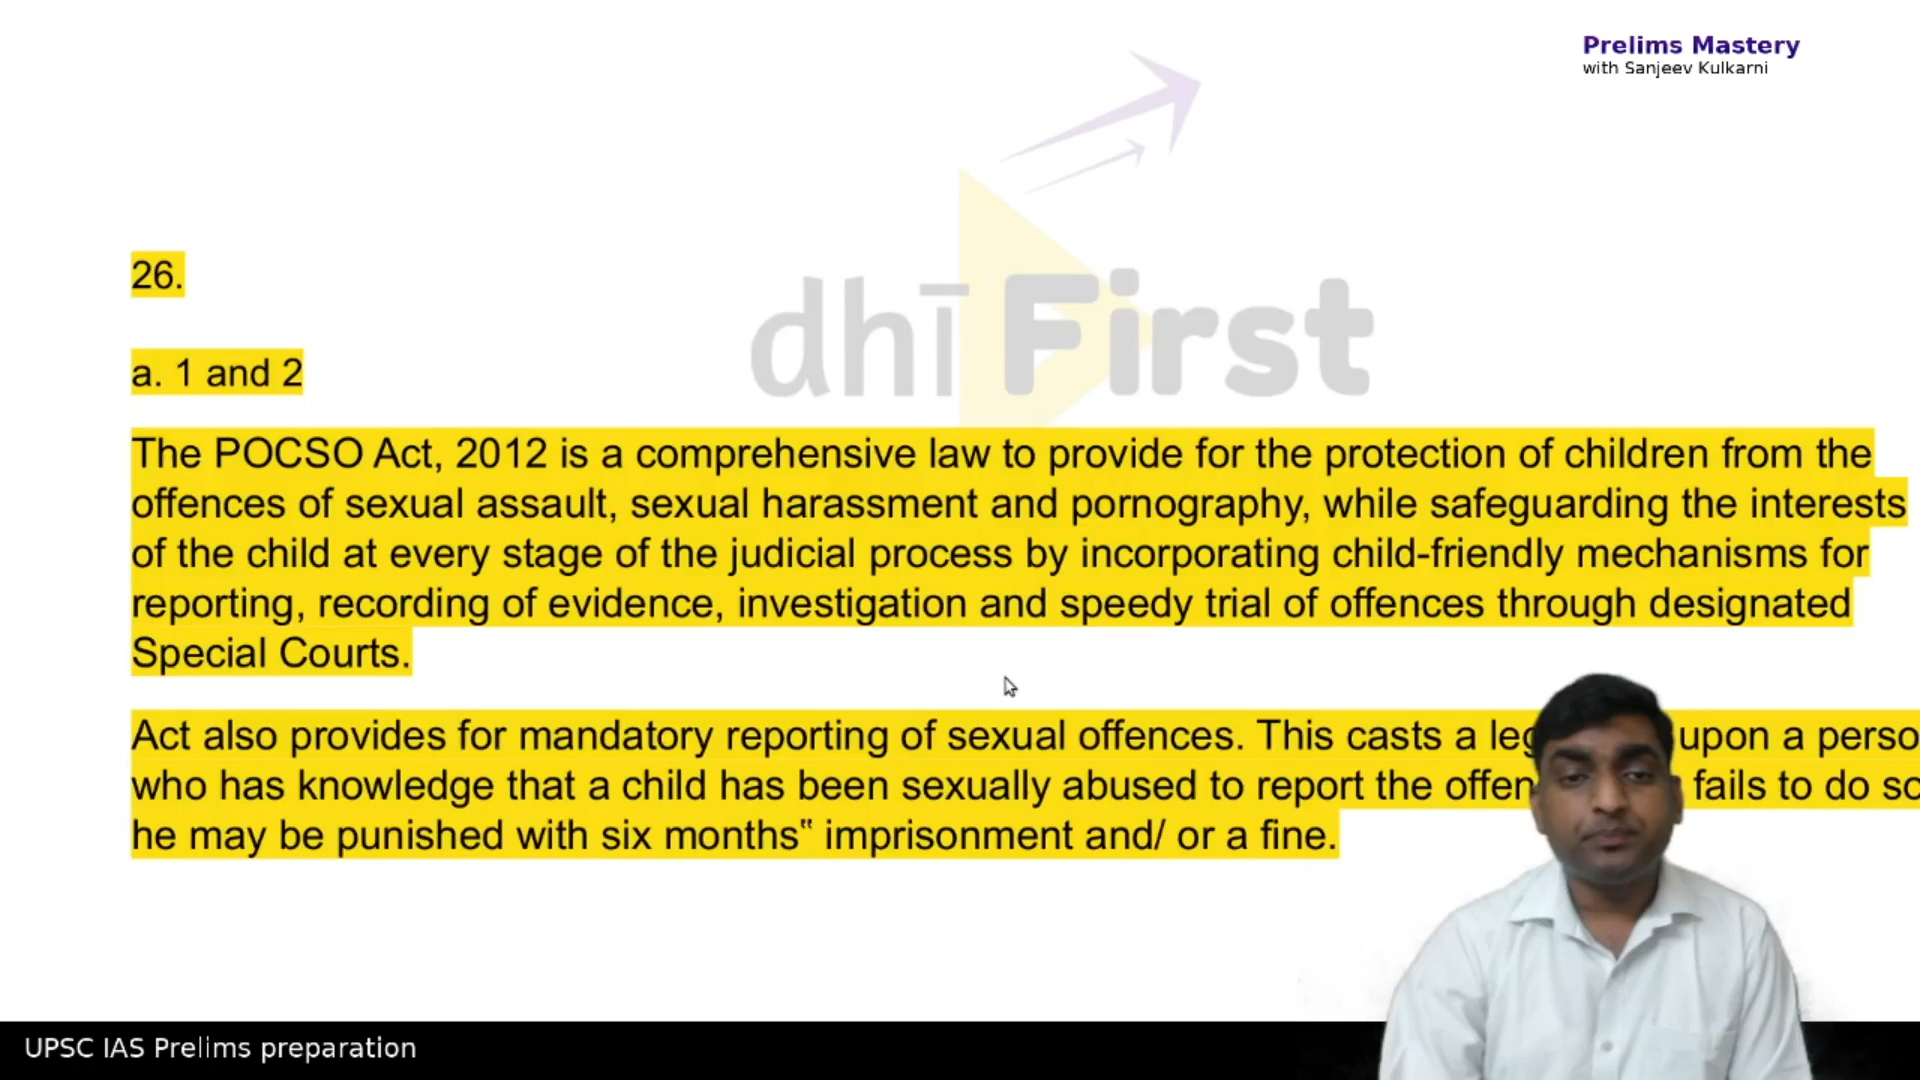 Prelims Mastery
with Sanjeev Kulkarni
dhī First
26.
a. 1 and 2
The POCSO Act, 2012 is a comprehensive law to provide for the protection of children from the
offences of sexual assault, sexual harassment and pornography, while safeguarding the interests
of the child at every stage of the judicial process by incorporating child-friendly mechanisms for
reporting, recording of evidence, investigation and speedy trial of offences through designated
Special Courts.
Act also provides for mandatory reporting of sexual offences. This casts a upon a
who has knowledge that a child has been sexually abused to report the fails to do
he may be punished with six months‟ imprisonment and/ or a fine.
UPSC IAS Prelims preparation